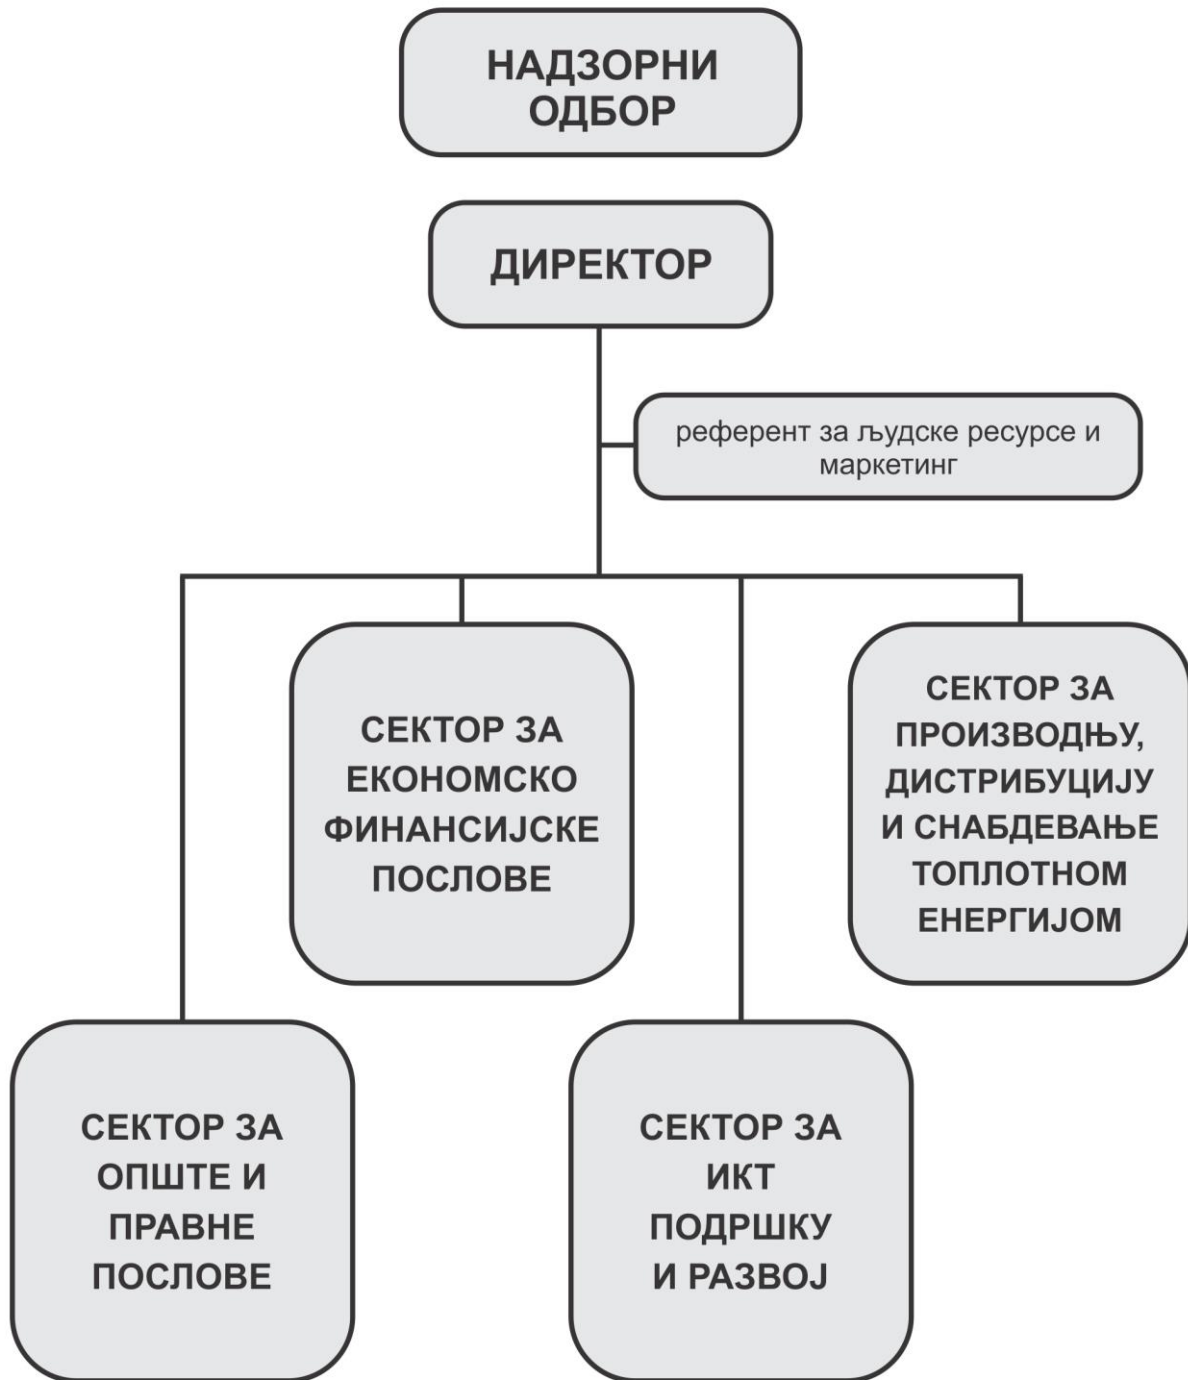 НАДЗОРНИ
ОДБОР
ДИРЕКТОР
референт за људске ресурсе и
маркетинг
СЕКТОР ЗА
ЕКОНОМСКО
ФИНАНСИЈСКЕ
ПОСЛОВЕ
СЕКТОР ЗА
ПРОИЗВОДЊУ,
ДИСТРИБУЦИЈУ
И СНАБДЕВАЊЕ
ТОПЛОТНОМ
ЕНЕРГИЈОМ
СЕКТОР ЗА
ОПШТЕ И
ПРАВНЕ
ПОСЛОВЕ
СЕКТОР ЗА
ИКТ
ПОДРШКУ
И РАЗВОЈ